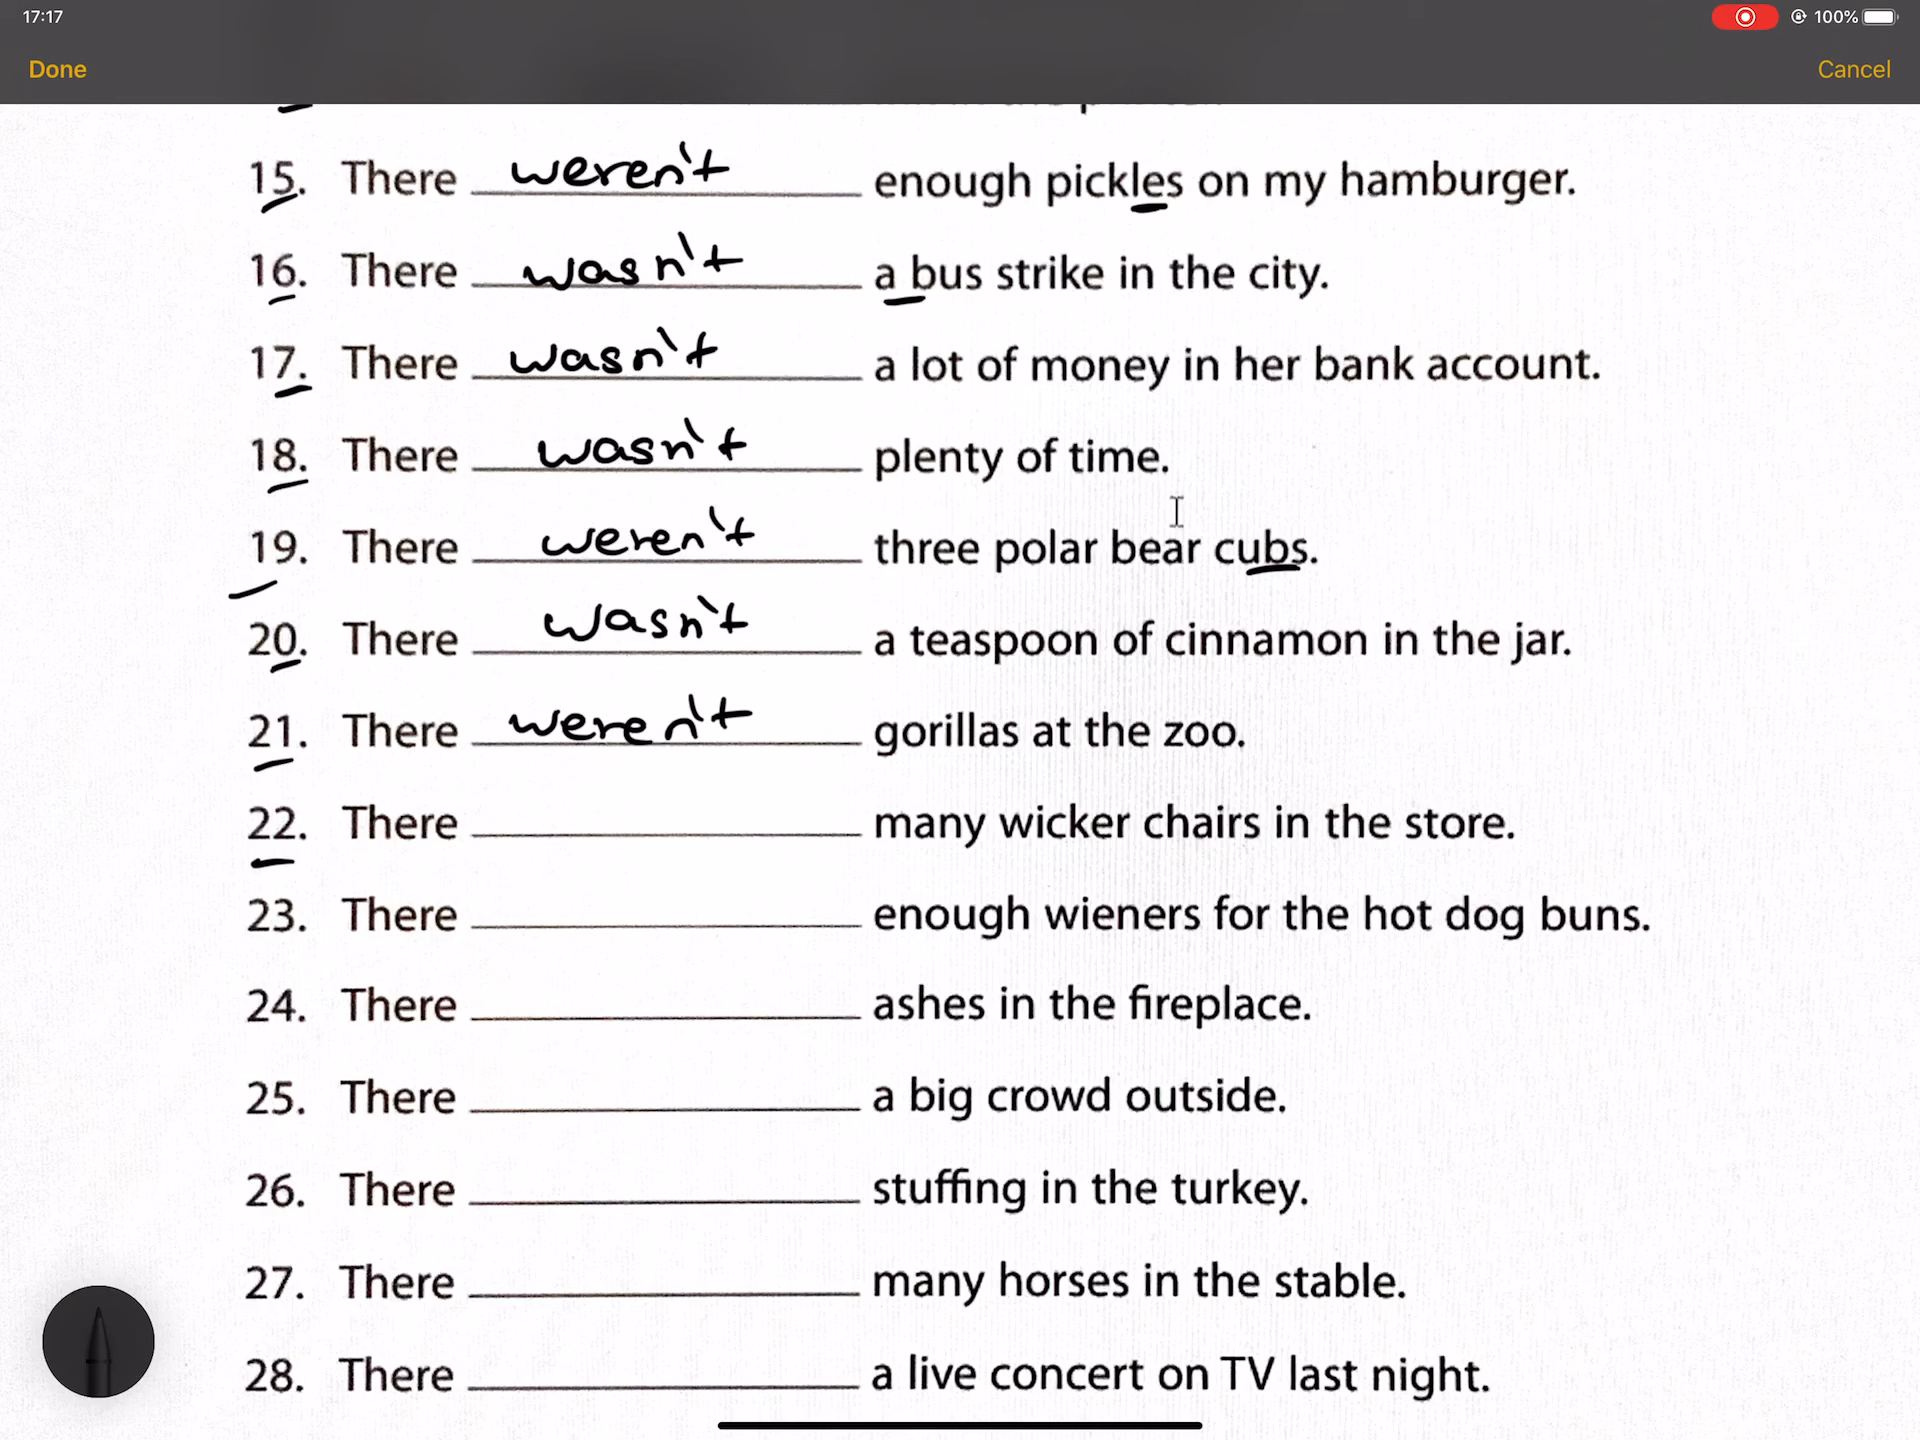 17:17 100%
Done Cancel
15. There weren't enough pickles on my hamburger.
16. There wasn't a bus strike in the city.
17. There wasn't a lot of money in her bank account.
18. There wasn't plenty of time.
19. There weren't three polar bear cubs.
20. There wasn't a teaspoon of cinnamon in the jar.
21. There weren't gorillas at the zoo.
22. There many wicker chairs in the store.
23. There enough wieners for the hot dog buns.
24. There ashes in the fireplace.
25. There a big crowd outside.
26. There stuffing in the turkey.
27. There many horses in the stable.
28. There a live concert on TV last night.